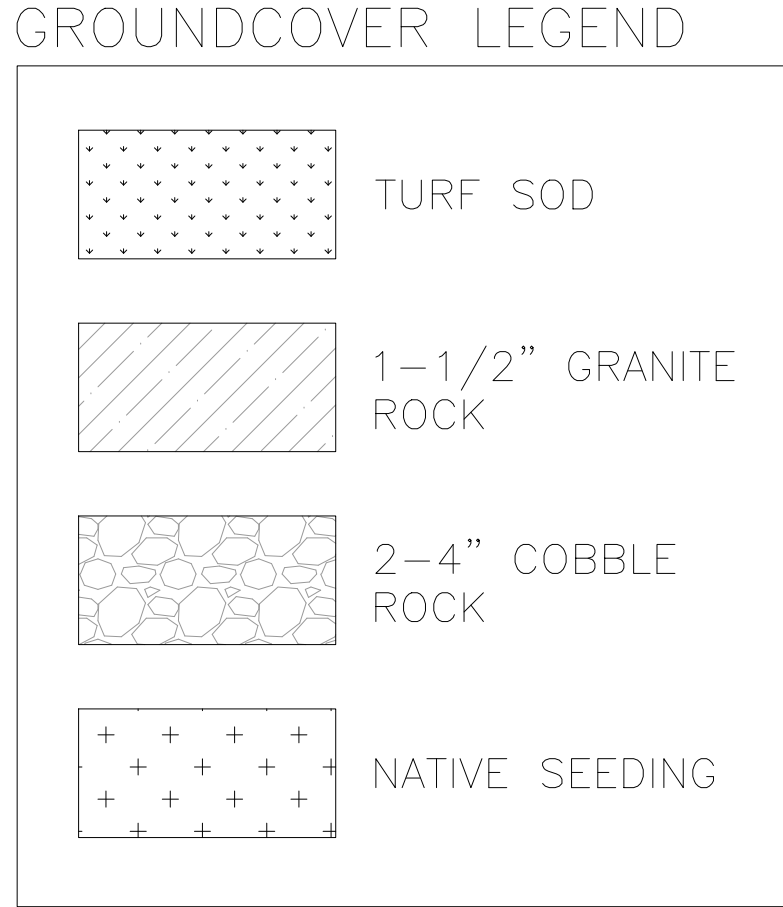 GROUNDCOVER LEGEND
TURF SOD
1-1/2” GRANITE
ROCK
2-4” COBBLE
ROCK
NATIVE SEEDING